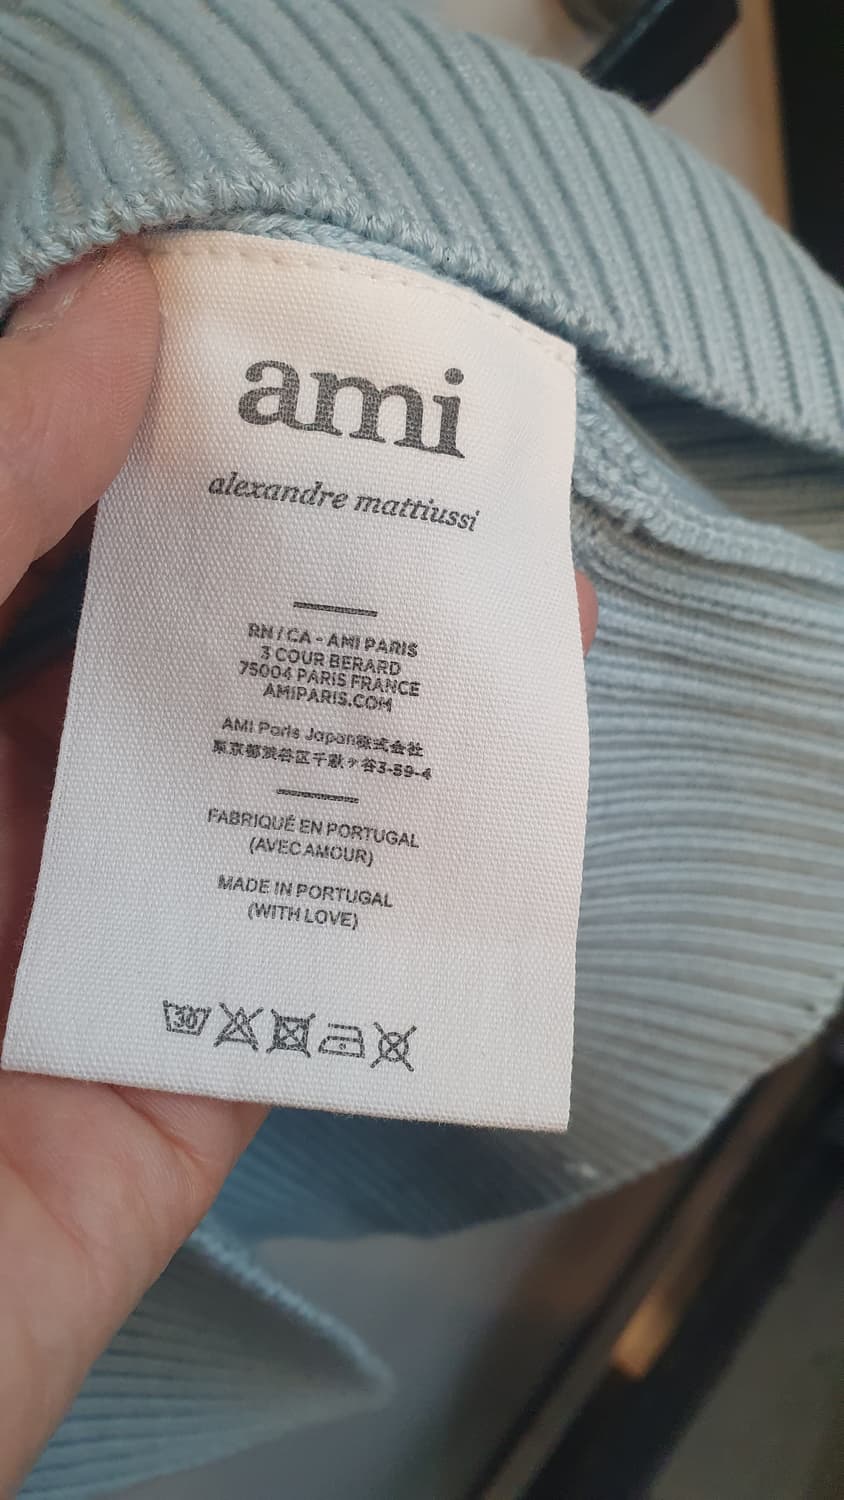 ami
alexandre mattiussi
RN / CA - AMI PARIS
3 COUR BERARD
75004 PARIS FRANCE
AMIPARIS.COM
AMI Paris Japan株式会社
東京都渋谷区千駄ヶ谷3-59-4
FABRIQUÉ EN PORTUGAL
(AVEC AMOUR)
MADE IN PORTUGAL
(WITH LOVE)
30